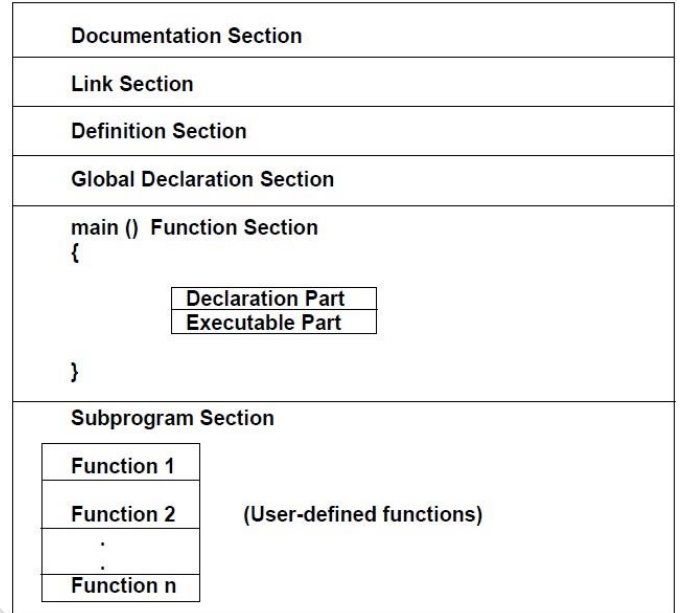 Documentation Section
Link Section
Definition Section
Global Declaration Section
main () Function Section
{
Declaration Part
Executable Part
}
Subprogram Section
Function 1
Function 2 (User-defined functions)
.
.
Function n